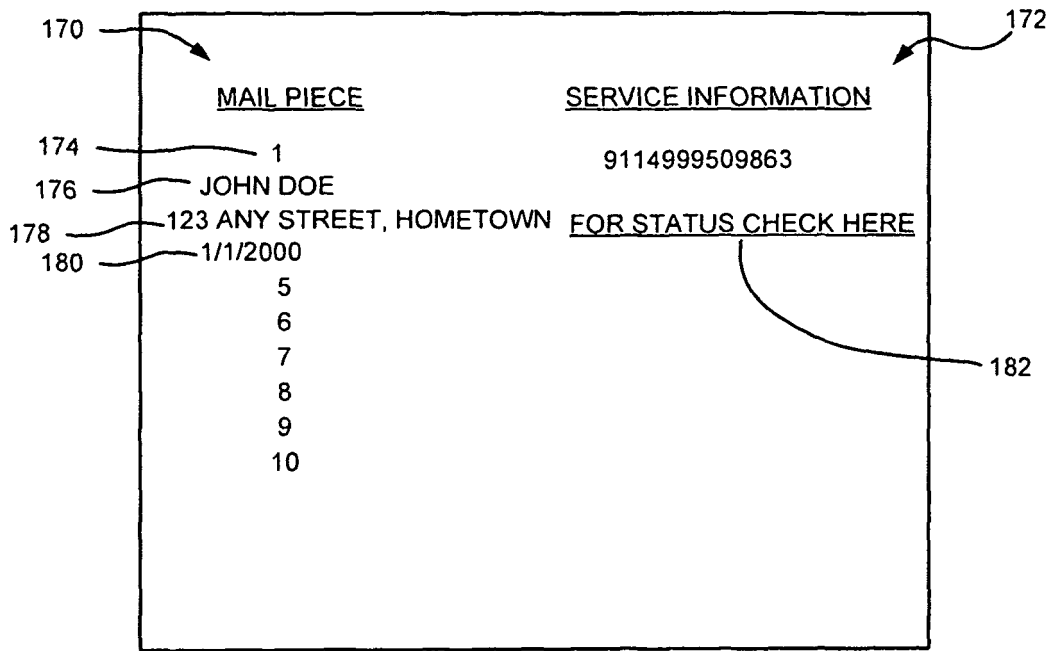 170 172
MAIL PIECE SERVICE INFORMATION
174 1 9114999509863
176 JOHN DOE
178 123 ANY STREET, HOMETOWN FOR STATUS CHECK HERE
180 1/1/2000
5
6
7 182
8
9
10